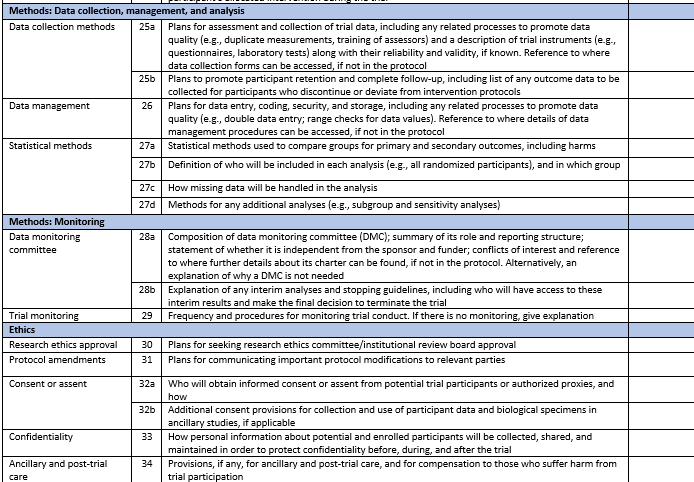 Methods: Data collection, management, and analysis
Data collection methods 25a Plans for assessment and collection of trial data, including any related processes to promote data
quality (e.g., duplicate measurements, training of assessors) and a description of trial instruments (e.g.,
questionnaires, laboratory tests) along with their reliability and validity, if known. Reference to where
data collection forms can be accessed, if not in the protocol
25b Plans to promote participant retention and complete follow-up, including list of any outcome data to be
collected for participants who discontinue or deviate from intervention protocols
Data management 26 Plans for data entry, coding, security, and storage, including any related processes to promote data
quality (e.g., double data entry; range checks for data values). Reference to where details of data
management procedures can be accessed, if not in the protocol
Statistical methods 27a Statistical methods used to compare groups for primary and secondary outcomes, including harms
27b Definition of who will be included in each analysis (e.g., all randomized participants), and in which group
27c How missing data will be handled in the analysis
27d Methods for any additional analyses (e.g., subgroup and sensitivity analyses)
Methods: Monitoring
Data monitoring 28a Composition of data monitoring committee (DMC); summary of its role and reporting structure;
committee statement of whether it is independent from the sponsor and funder; conflicts of interest and reference
to where further details about its charter can be found, if not in the protocol. Alternatively, an
explanation of why a DMC is not needed
28b Explanation of any interim analyses and stopping guidelines, including who will have access to these
interim results and make the final decision to terminate the trial
Trial monitoring 29 Frequency and procedures for monitoring trial conduct. If there is no monitoring, give explanation
Ethics
Research ethics approval 30 Plans for seeking research ethics committee/institutional review board approval
Protocol amendments 31 Plans for communicating important protocol modifications to relevant parties
Consent or assent 32a Who will obtain informed consent or assent from potential trial participants or authorized proxies, and
how
32b Additional consent provisions for collection and use of participant data and biological specimens in
ancillary studies, if applicable
Confidentiality 33 How personal information about potential and enrolled participants will be collected, shared, and
maintained in order to protect confidentiality before, during, and after the trial
Ancillary and post-trial 34 Provisions, if any, for ancillary and post-trial care, and for compensation to those who suffer harm from
care trial participation